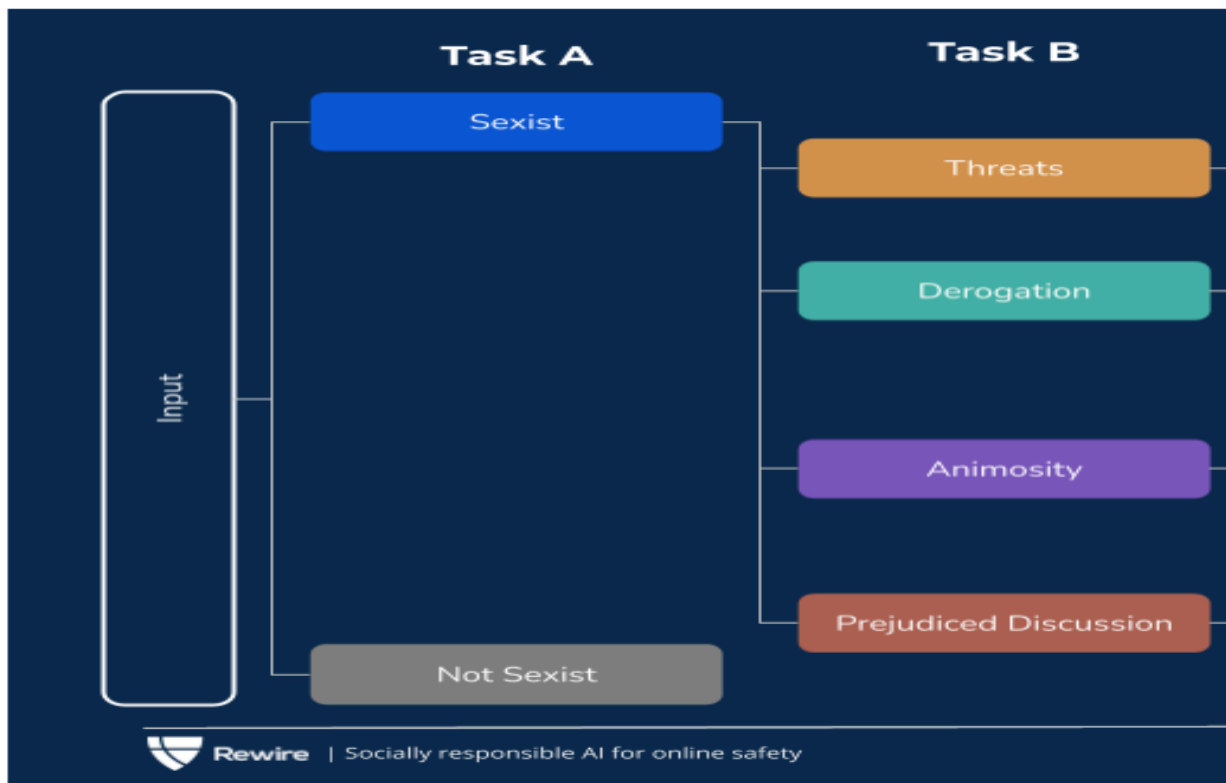 Task A
Task B
Sexist
Threats
Derogation
Input
Animosity
Prejudiced Discussion
Not Sexist
Rewire | Socially responsible AI for online safety